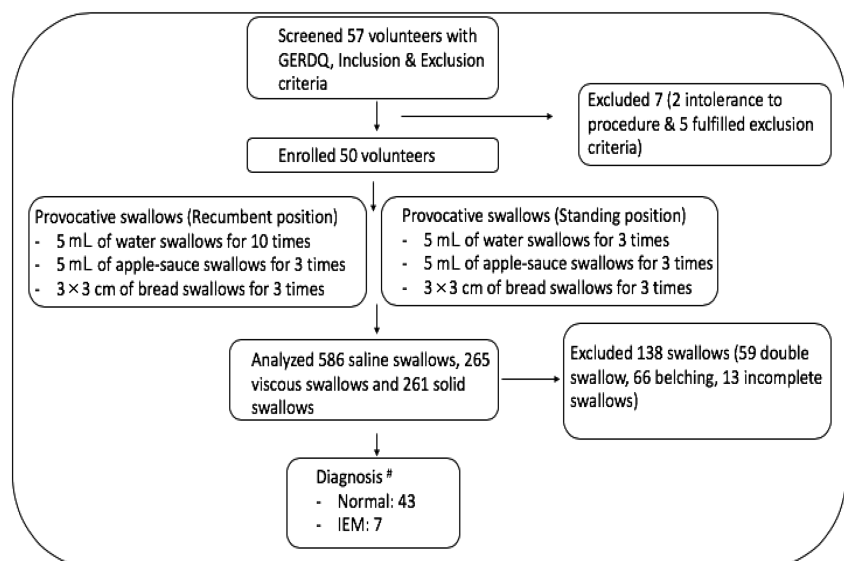 Screened 57 volunteers with
GERDQ, Inclusion & Exclusion
criteria
Excluded 7 (2 intolerance to
procedure & 5 fulfilled exclusion
criteria)
Enrolled 50 volunteers
Provocative swallows (Recumbent position)
- 5 mL of water swallows for 10 times
- 5 mL of apple-sauce swallows for 3 times
- 3 × 3 cm of bread swallows for 3 times
Provocative swallows (Standing position)
- 5 mL of water swallows for 3 times
- 5 mL of apple-sauce swallows for 3 times
- 3 × 3 cm of bread swallows for 3 times
Analyzed 586 saline swallows, 265
viscous swallows and 261 solid
swallows
Excluded 138 swallows (59 double
swallow, 66 belching, 13 incomplete
swallows)
Diagnosis #
- Normal: 43
- IEM: 7